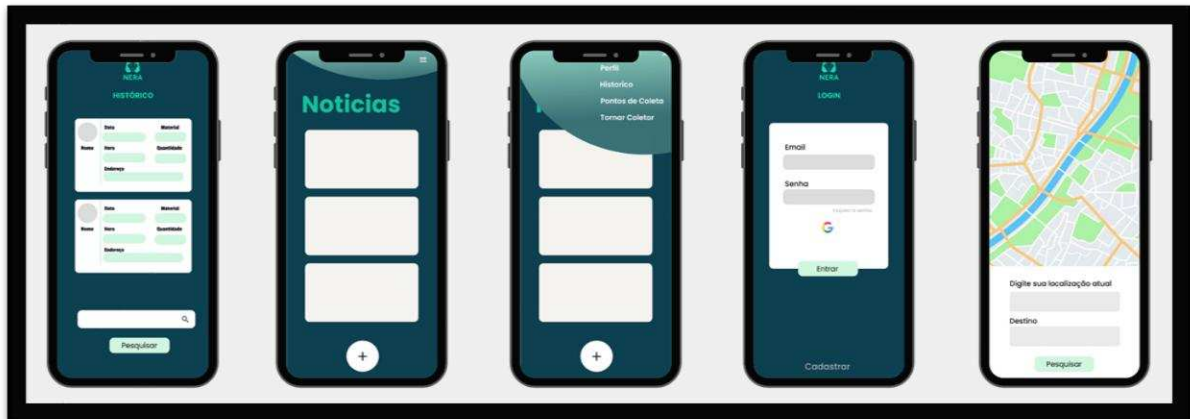 NERA
HISTÓRICO
Data Material
Nome Hora Quantidade
Endereço
Data Material
Nome Hora Quantidade
Endereço
Pesquisar
Noticias
+
Perfil
Historico
Pontos de Coleta
Tornar Coletor
+
NERA
LOGIN
Email
Senha
G
Entrar
Cadastrar
Digite sua localização atual
Destino
Pesquisar